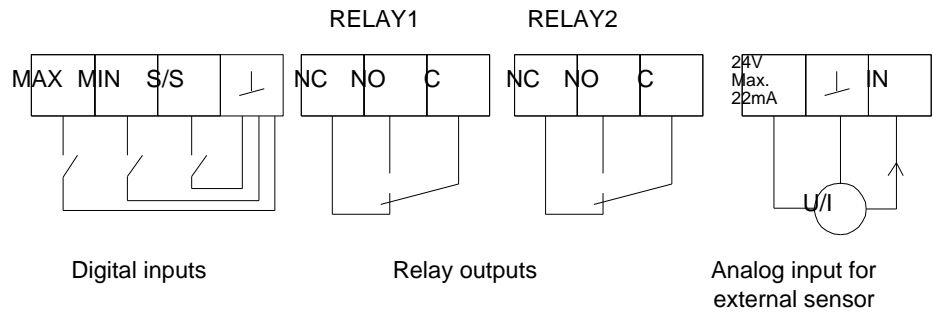 RELAY1 RELAY2
MAX MIN S/S NC NO C NC NO C 24V Max. 22mA IN
U/I
Digital inputs Relay outputs Analog input for external sensor